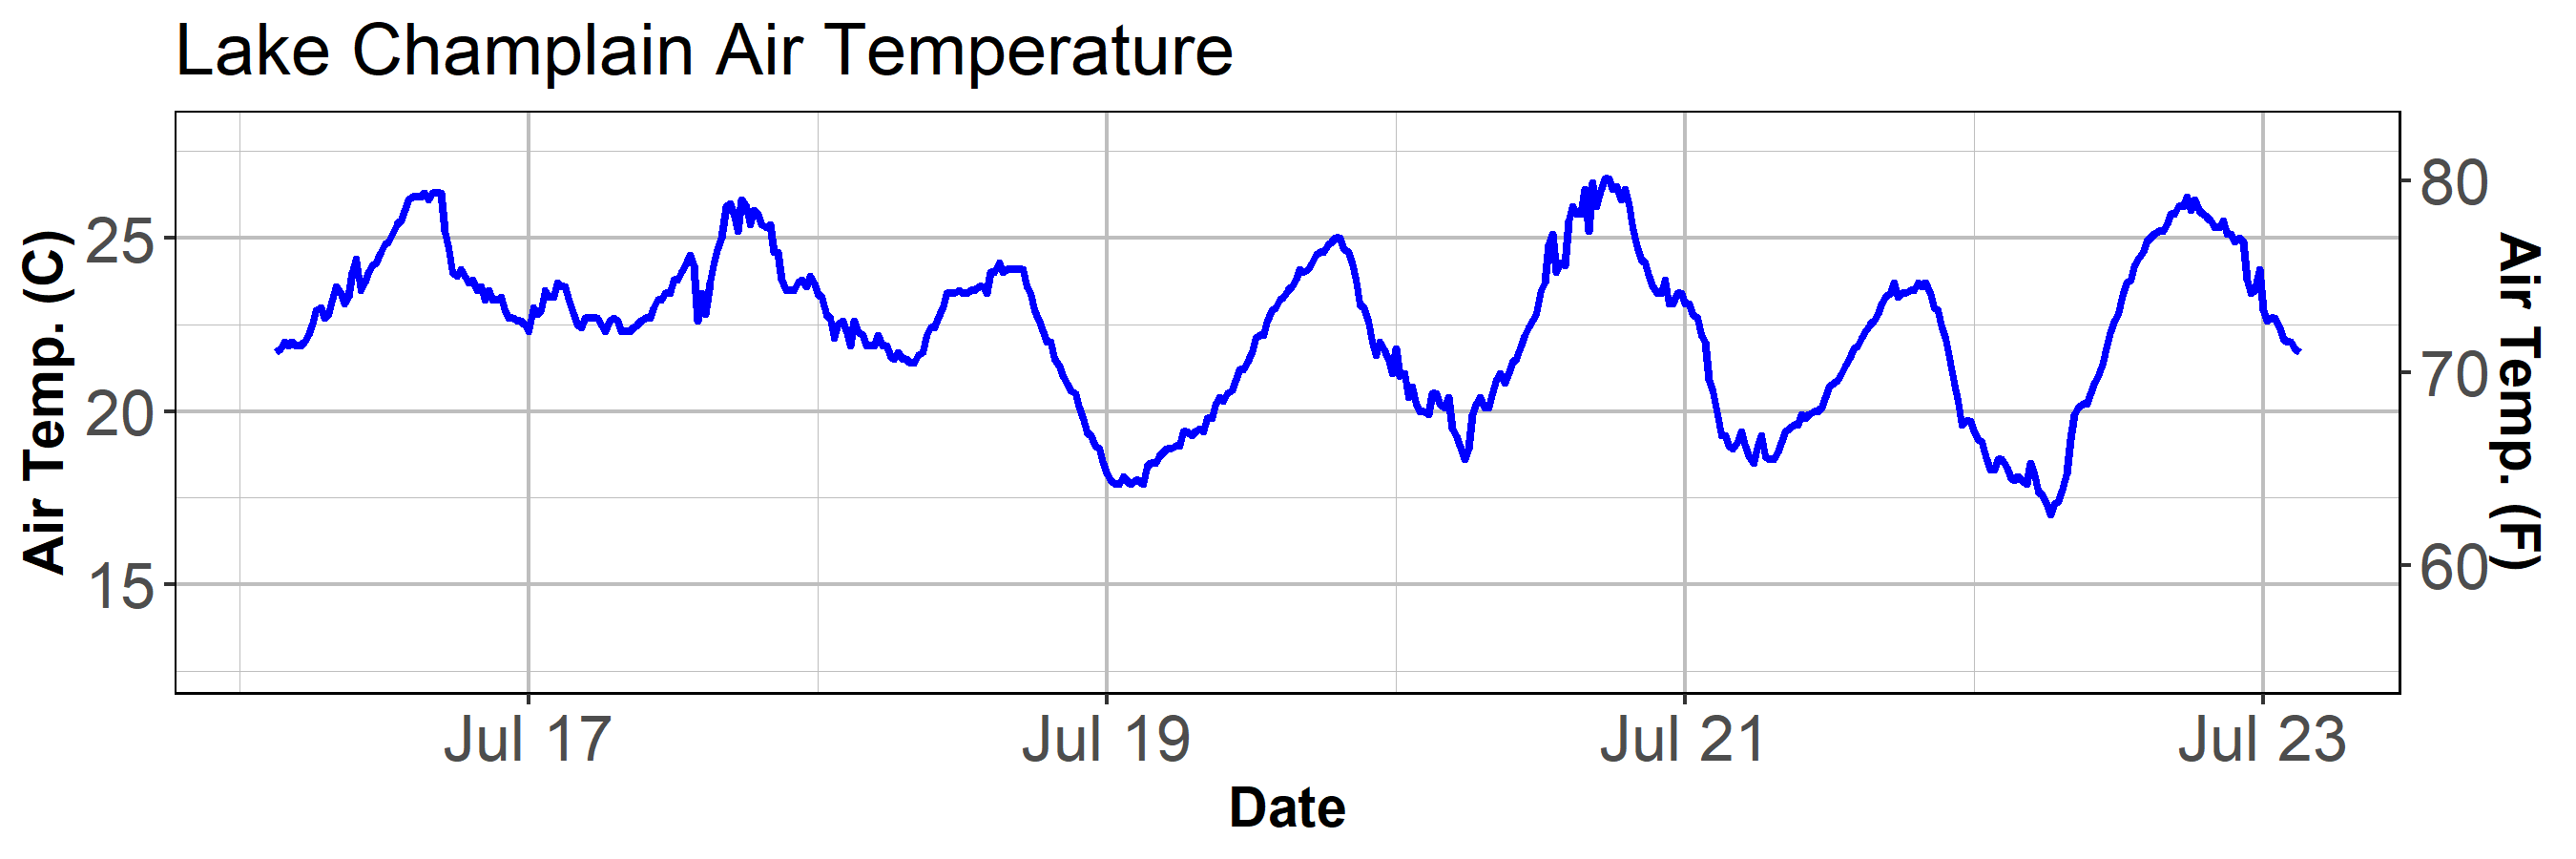 Lake Champlain Air Temperature
Air Temp. (C)
25
20
15
80
70
60
Air Temp. (F)
Jul 17 Jul 19 Jul 21 Jul 23
Date